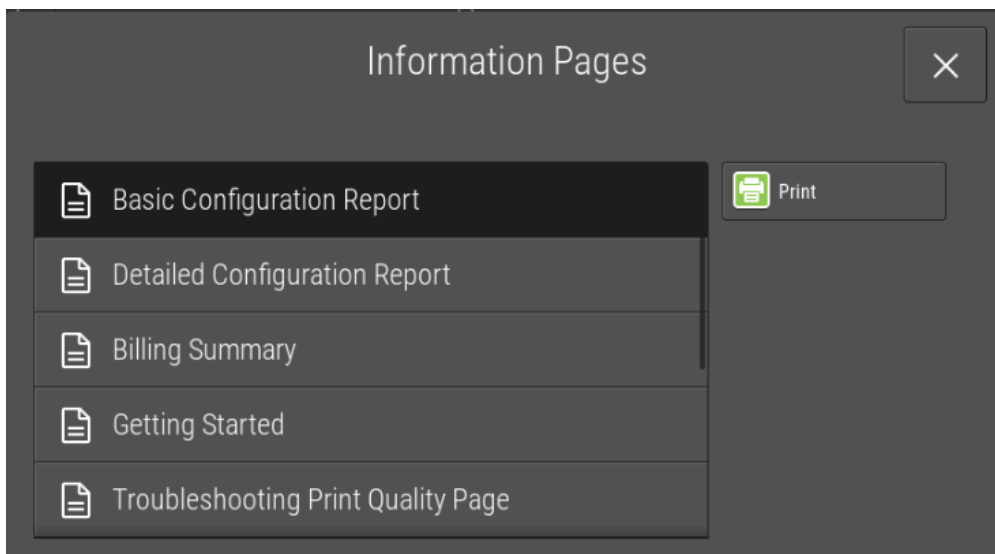 Information Pages
Basic Configuration Report
Print
Detailed Configuration Report
Billing Summary
Getting Started
Troubleshooting Print Quality Page